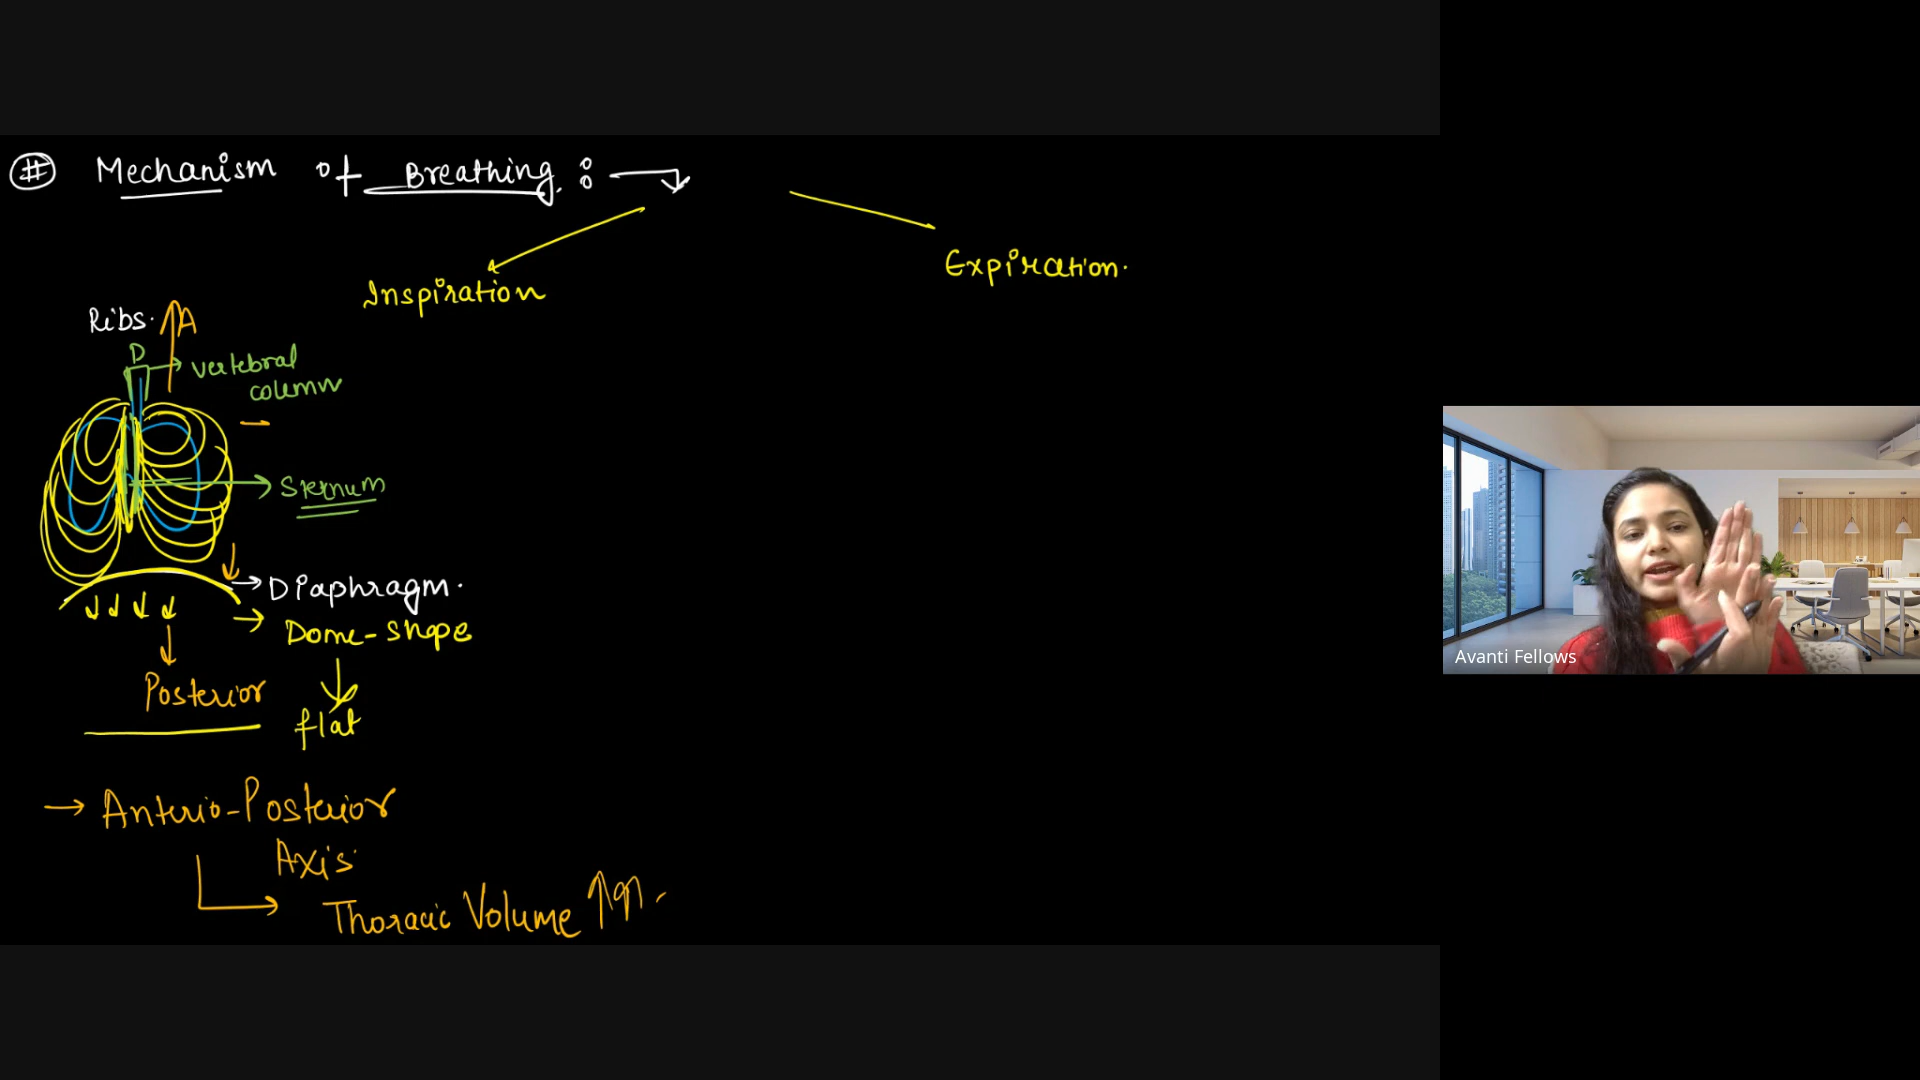 # Mechanism of Breathing :
Inspiration
Expiration.
Ribs. A
D
Vertebral
column
Sternum
Diaphragm.
Dome-shape
Posterior
flat
Anterio-Posterior
Axis
Thoracic Volume
Avanti Fellows